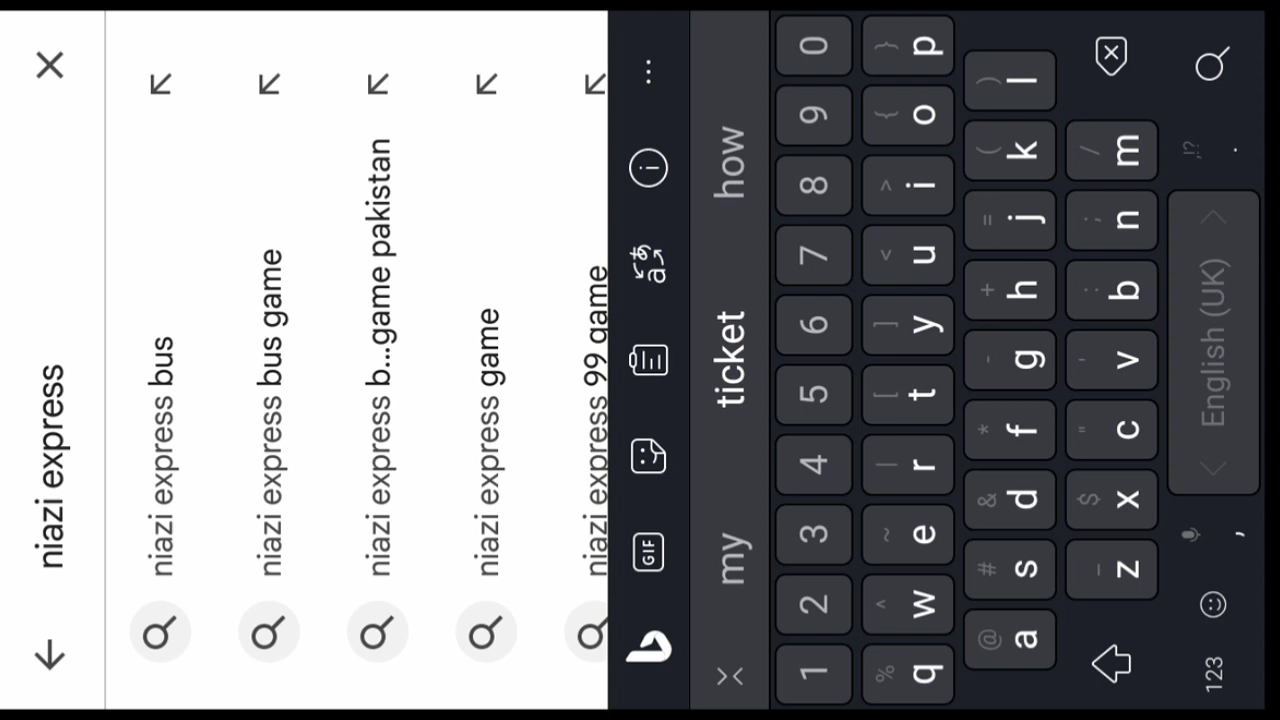 niazi express
niazi express bus
niazi express bus game
niazi express b...game pakistan
niazi express game
niazi express 99 game
GIF
my ticket how
1 2 3 4 5 6 7 8 9 0
% ^ ~ | [ ] < > { }
q w e r t y u i o p
@ # & * - + = ( )
a s d f g h j k l
_ $ " ' : ; /
z x c v b n m
123 , English (UK) . ,!?